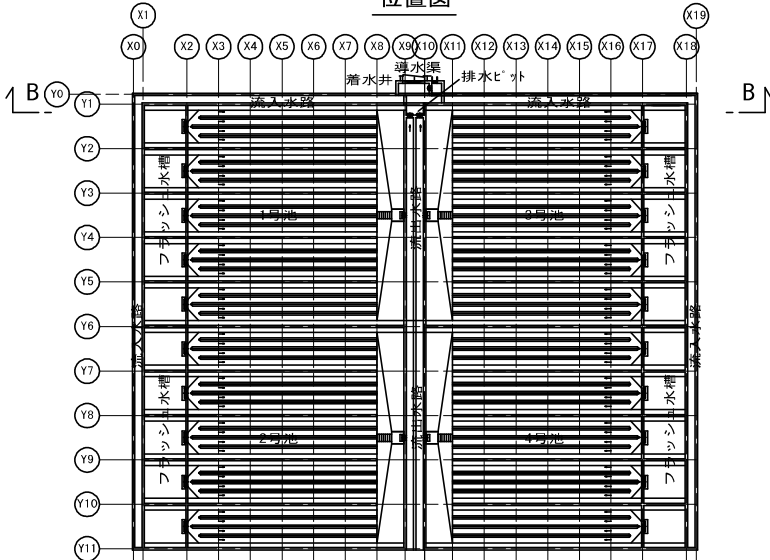 位置図
X1
X19
X0
X2
X3
X4
X5
X6
X7
X8
X9
X10
X11
X12
X13
X14
X15
X16
X17
X18
着水井
導水渠
排水ﾋﾟｯﾄ
B
Y0
B
Y1
流入水路
流入水路
Y2
フラッシュ水槽
フラッシュ水槽
Y3
1号池
流出水路
3号池
Y4
Y5
Y6
流入水路
流入水路
Y7
フラッシュ水槽
フラッシュ水槽
Y8
2号池
流出水路
4号池
Y9
Y10
Y11